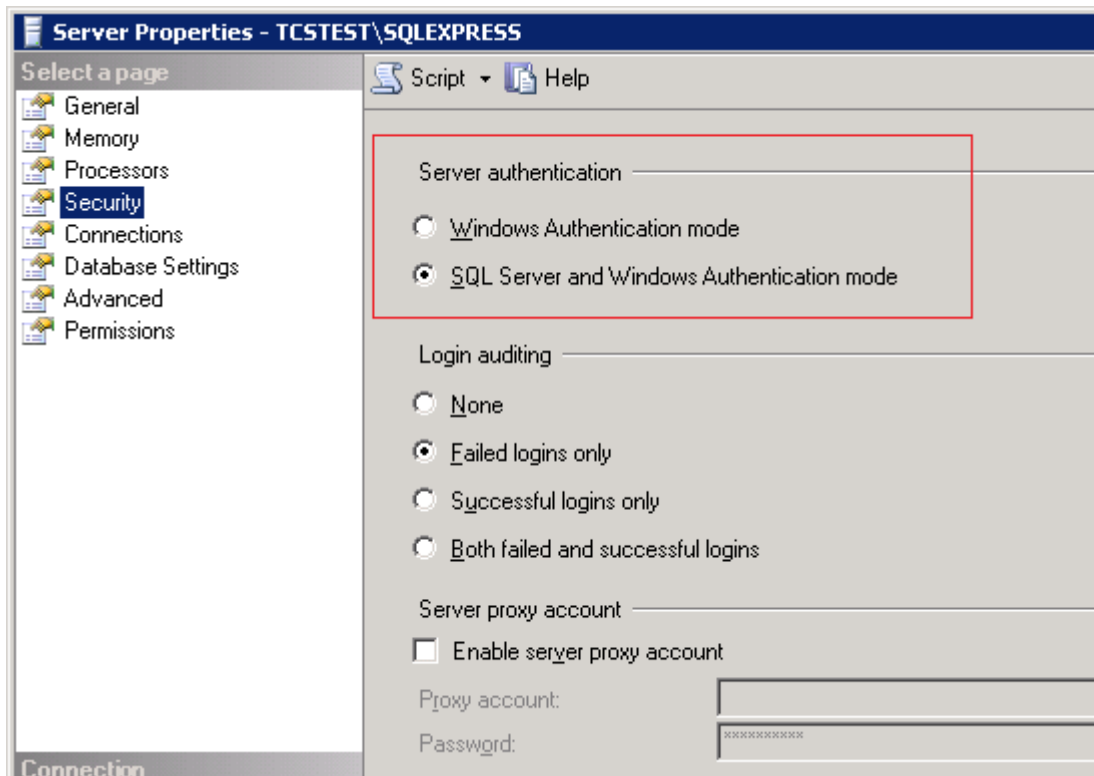 Server Properties - TCSTEST\SQLEXPRESS
Select a page
General
Memory
Processors
Security
Connections
Database Settings
Advanced
Permissions
Connection
Script Help
Server authentication
Windows Authentication mode
SQL Server and Windows Authentication mode
Login auditing
None
Failed logins only
Successful logins only
Both failed and successful logins
Server proxy account
Enable server proxy account
Proxy account:
Password: **********